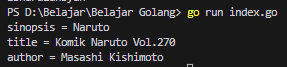 PS D:\Belajar\Belajar Golang> go run index.go
sinopsis = Naruto
title = Komik Naruto Vol.270
author = Masashi Kishimoto